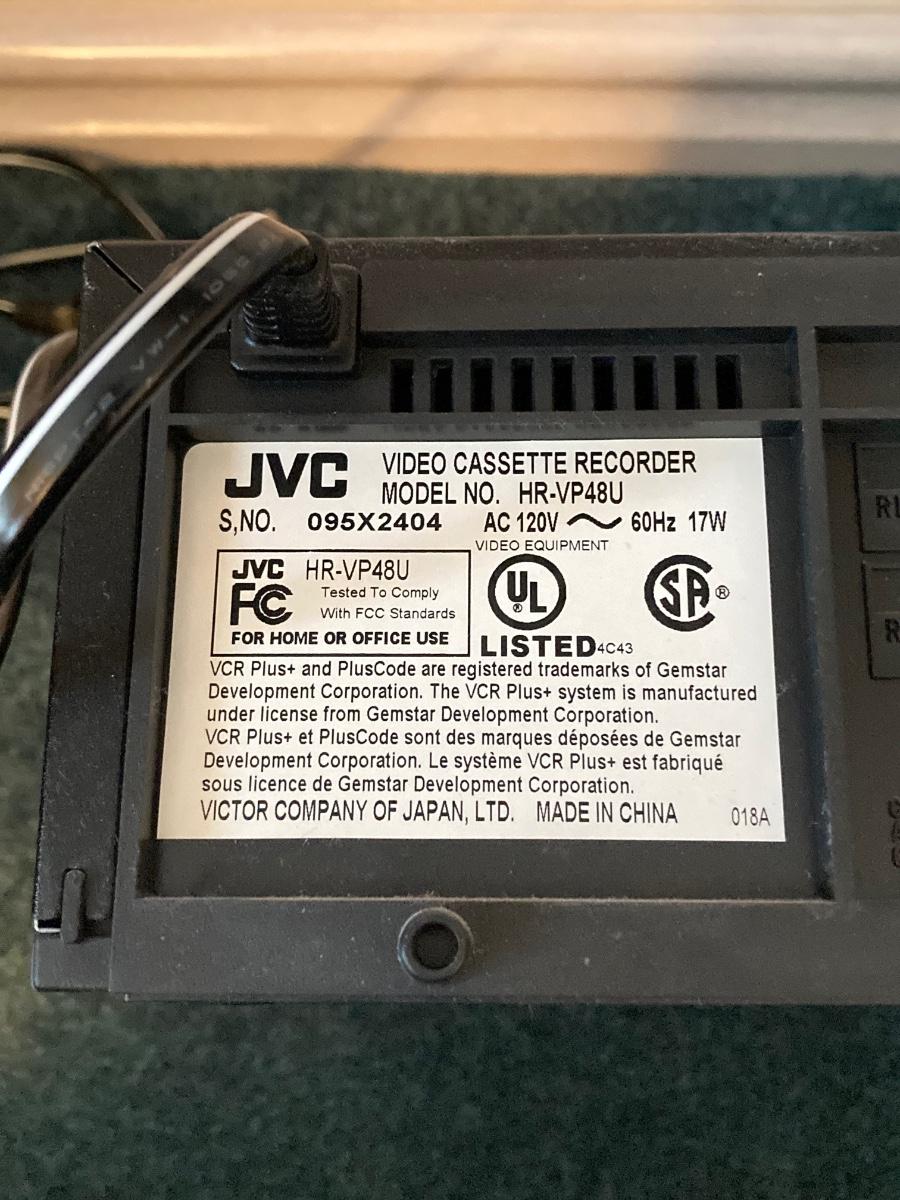 JVC VIDEO CASSETTE RECORDER
MODEL NO. HR-VP48U
S,NO. 095X2404 AC 120V ～ 60Hz 17W
VIDEO EQUIPMENT
JVC HR-VP48U
FC Tested To Comply
With FCC Standards
FOR HOME OR OFFICE USE
UL ®
LISTED 4C43
SA ®
VCR Plus+ and PlusCode are registered trademarks of Gemstar
Development Corporation. The VCR Plus+ system is manufactured
under license from Gemstar Development Corporation.
VCR Plus+ et PlusCode sont des marques déposées de Gemstar
Development Corporation. Le système VCR Plus+ est fabriqué
sous licence de Gemstar Development Corporation.
VICTOR COMPANY OF JAPAN, LTD. MADE IN CHINA 018A